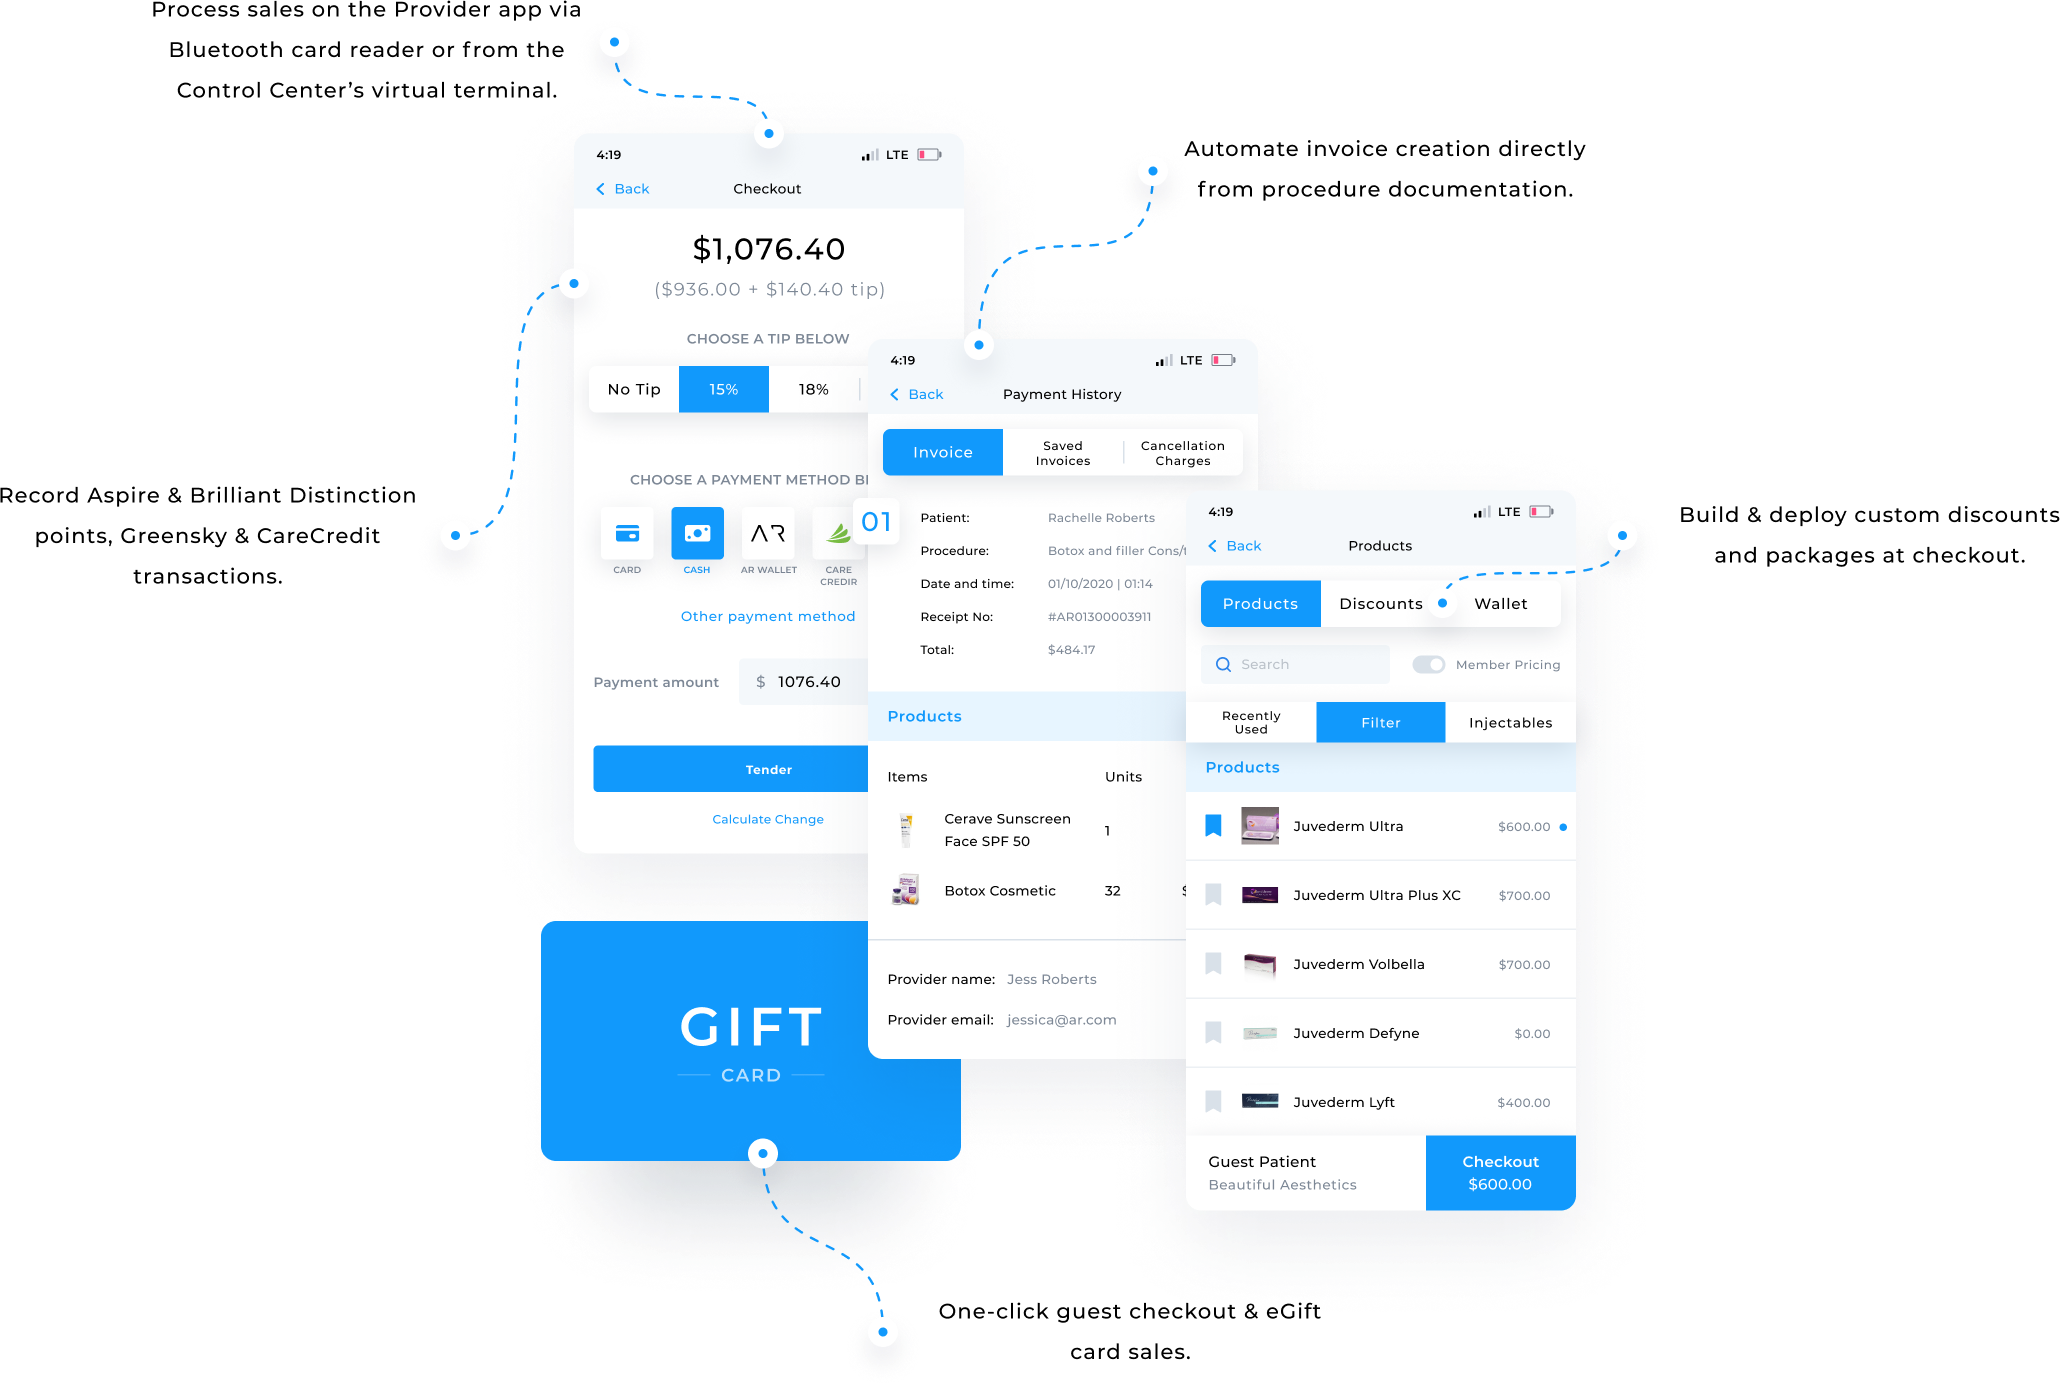 Process sales on the Provider app via
Bluetooth card reader or from the
Control Center’s virtual terminal.
Automate invoice creation directly
from procedure documentation.
Record Aspire & Brilliant Distinction
points, Greensky & CareCredit
transactions.
Build & deploy custom discounts
and packages at checkout.
One-click guest checkout & eGift
card sales.
4:19
LTE
Back
Checkout
$1,076.40
($936.00 + $140.40 tip)
CHOOSE A TIP BELOW
No Tip
15%
18%
CHOOSE A PAYMENT METHOD
CARD
CASH
AR
AR WALLET
CARE
CREDIR
Other payment method
Payment amount
$ 1076.40
Tender
Calculate Change
GIFT
CARD
4:19
LTE
Back
Payment History
Invoice
Saved
Invoices
Cancellation
Charges
01
Patient: Rachelle Roberts
Procedure: Botox and filler Cons/
Date and time: 01/10/2020 | 01:14
Receipt No: #AR01300003911
Total: $484.17
Products
Items Units
Cerave Sunscreen
Face SPF 50
1
Botox Cosmetic 32
Provider name: Jess Roberts
Provider email: jessica@ar.com
4:19
LTE
Back
Products
Products
Discounts
Wallet
Search
Member Pricing
Recently
Used
Filter
Injectables
Products
Juvederm Ultra $600.00
Juvederm Ultra Plus XC $700.00
Juvederm Volbella $700.00
Juvederm Defyne $0.00
Juvederm Lyft $400.00
Guest Patient
Beautiful Aesthetics
Checkout
$600.00